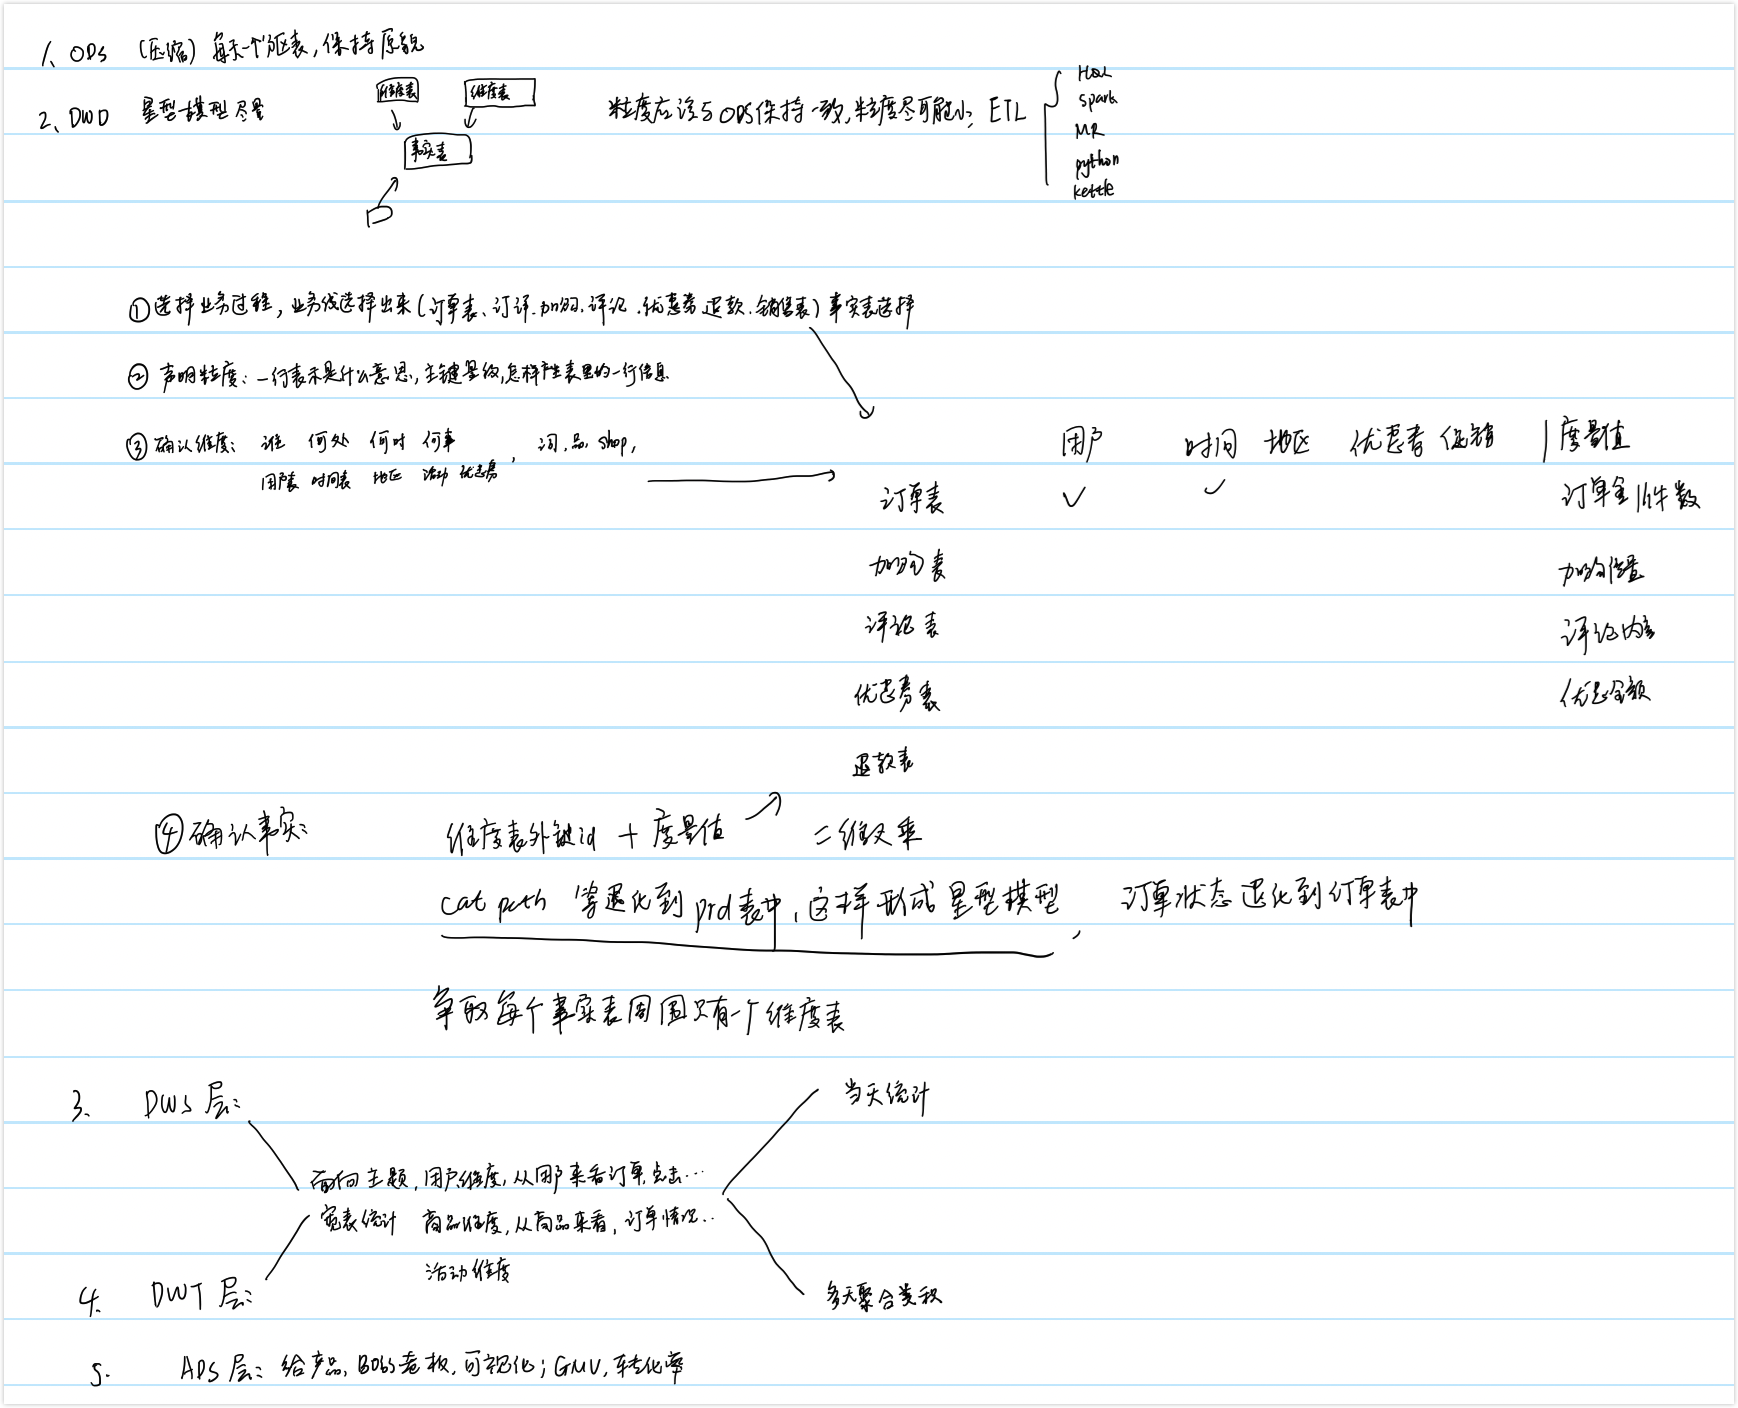 1、ODS （压缩）每天一个分区表，保持原貌
2、DWD 星型模型尽量
维度表 维度表
事实表
粒度应该与ODS保持一致，粒度尽可能小，ETL
HQL
spark
MR
python
kettle
①选择业务过程，业务线选择出来（订单表、订详.加购.评论.优惠券.退款.销售表）事实表选择
②声明粒度：一行表示是什么意思，主键星级，怎样产生表里的一行信息
③确认维度：谁 何处 何时 何事，词.品.shop，
用户表 时间表 地区 活动 优惠券
用户 时间 地区 优惠券 促销 | 度量值
订单表 ✓ ✓ 订单金|件数
加购表 加购值
评论表 评论内容
优惠券表 优惠金额
退款表
④确认事实： 维度表外键id + 度量值 二维叉乘
cat path 等退化到prd表中，这样形成星型模型， 订单状态退化到订单表中
争取每个事实表周围只有一个维度表
3、 DWS层：
当天统计
面向主题，用户维度，从用户来看订单.点击...
宽表统计 商品维度，从商品来看，订单情况..
活动维度
4. DWT层：
多天聚合类积
5. ADS层：给产品，BOSS看板，可视化；GMV，转化率